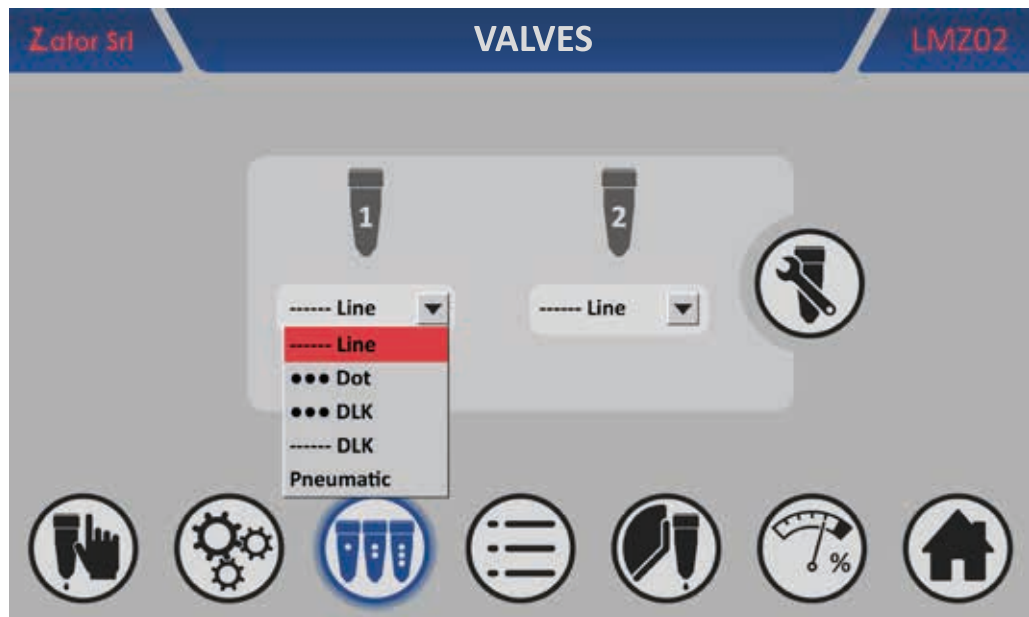 Zator Srl
VALVES
LMZ02
1
2
------ Line
------ Line
------ Line
●●● Dot
●●● DLK
------ DLK
Pneumatic
%